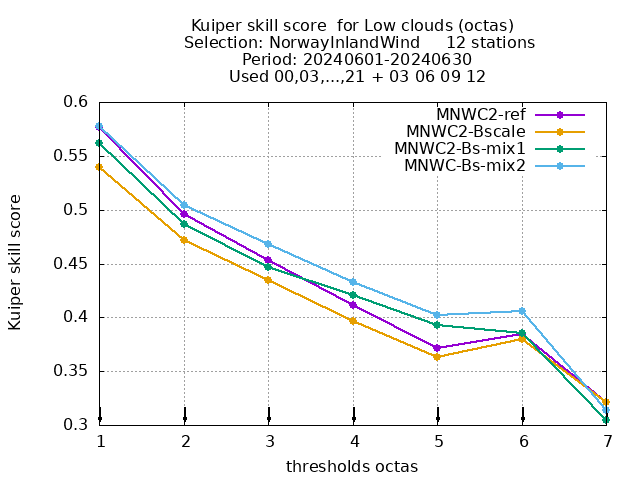 Kuiper skill score  for Low clouds (octas)
Selection: NorwayInlandWind     12 stations
Period: 20240601-20240630
Used 00,03,...,21 + 03 06 09 12
MNWC2-ref
MNWC2-Bscale
MNWC2-Bs-mix1
MNWC-Bs-mix2
0.6
0.55
0.5
0.45
0.4
0.35
0.3
Kuiper skill score
1 2 3 4 5 6 7
thresholds octas